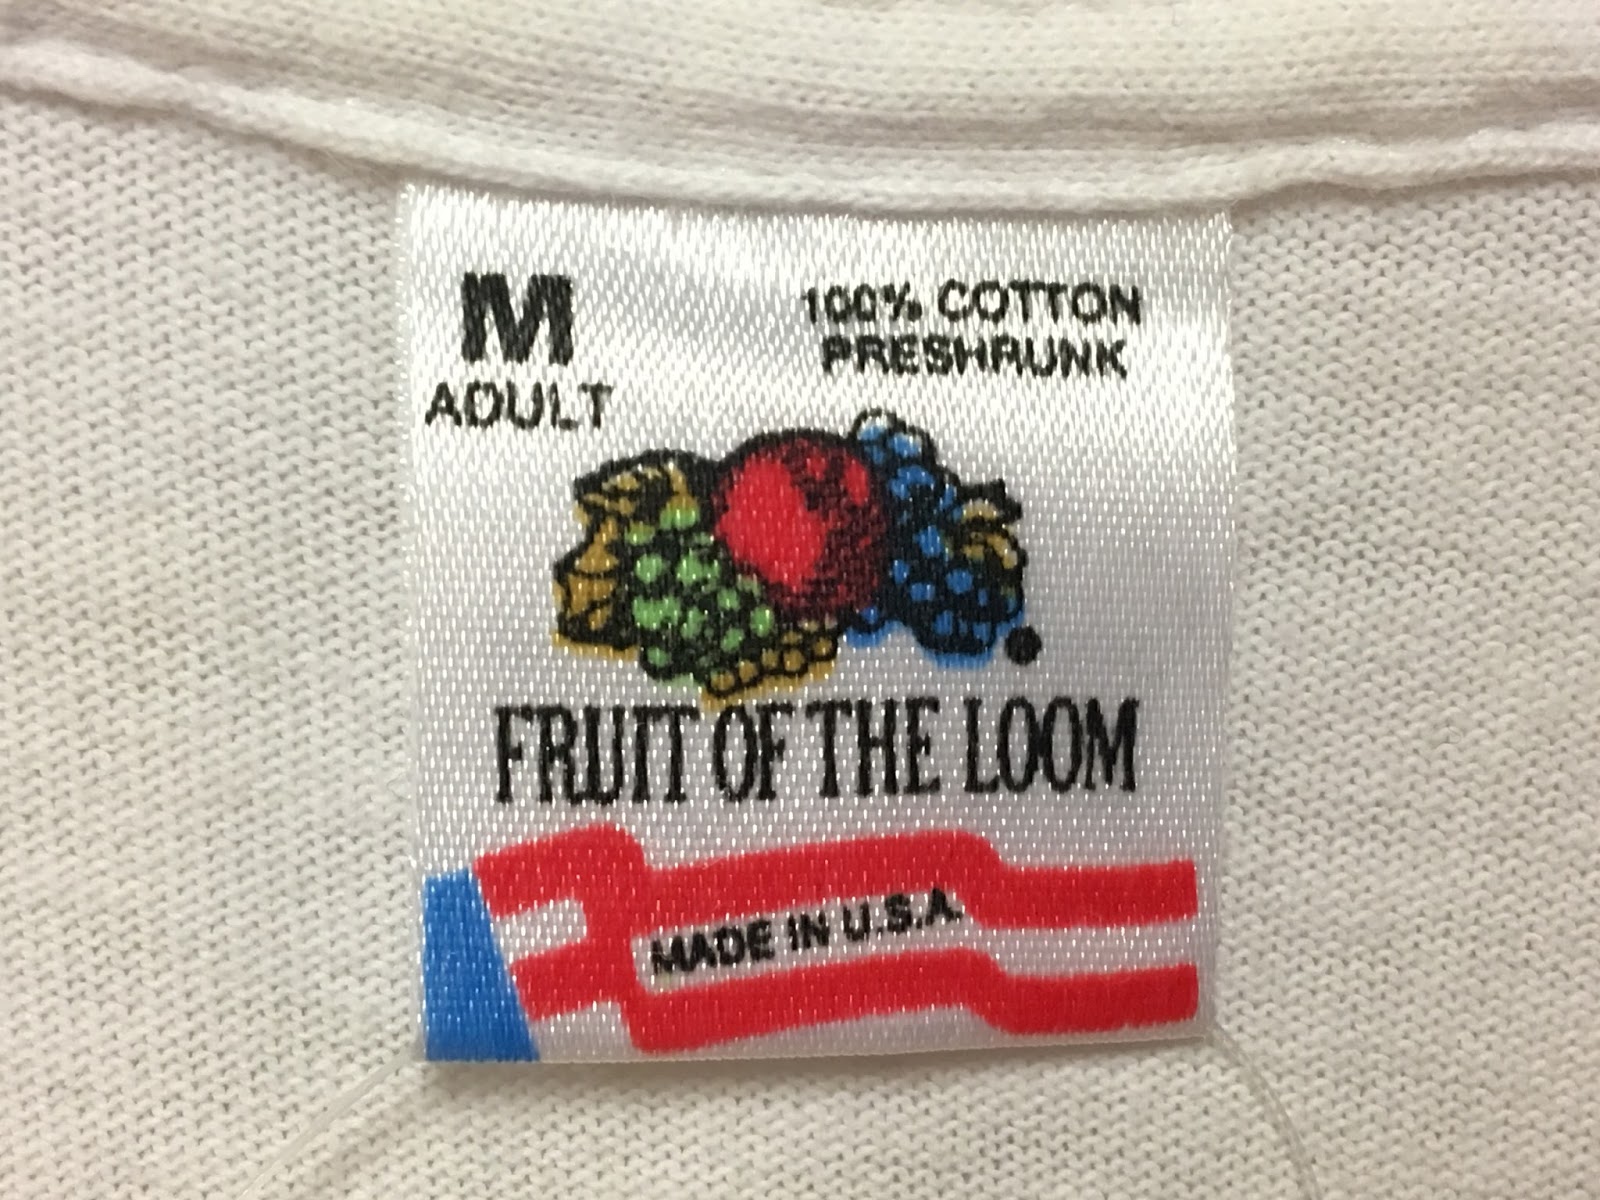 M
ADULT
100% COTTON
PRESHRUNK
FRUIT OF THE LOOM
MADE IN U.S.A.